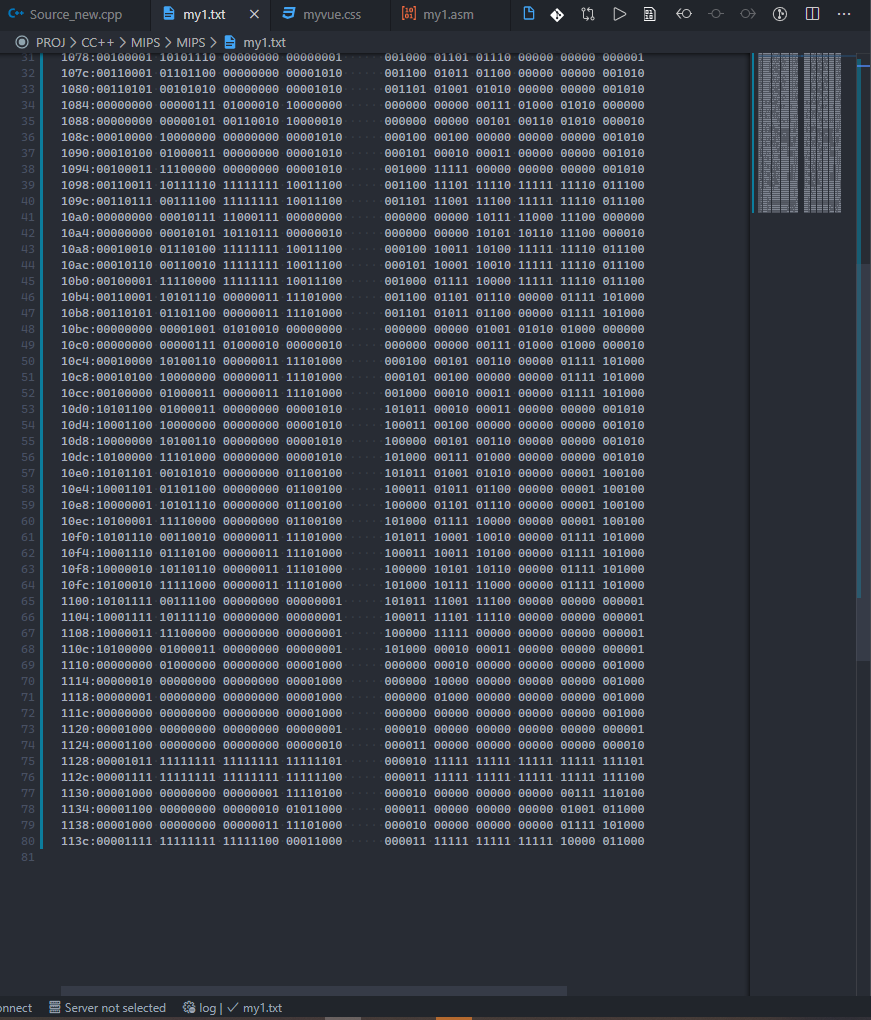 Source_new.cpp my1.txt myvue.css my1.asm
PROJ > CC++ > MIPS > MIPS > my1.txt
31 1078:00100001 10101110 00000000 00000001 001000 01101 01110 00000 00000 000001
32 107c:00110001 01101100 00000000 00001010 001100 01011 01100 00000 00000 001010
33 1080:00110101 00101010 00000000 00001010 001101 01001 01010 00000 00000 001010
34 1084:00000000 00000111 01000010 10000000 000000 00000 00111 01000 01010 000000
35 1088:00000000 00000101 00110010 10000010 000000 00000 00101 00110 01010 000010
36 108c:00010000 10000000 00000000 00001010 000100 00100 00000 00000 00000 001010
37 1090:00010100 01000011 00000000 00001010 000101 00010 00011 00000 00000 001010
38 1094:00100011 11100000 00000000 00001010 001000 11111 00000 00000 00000 001010
39 1098:00110011 10111110 11111111 10011100 001100 11101 11110 11111 11110 011100
40 109c:00110111 00111100 11111111 10011100 001101 11001 11100 11111 11110 011100
41 10a0:00000000 00010111 11000111 00000000 000000 00000 10111 11000 11100 000000
42 10a4:00000000 00010101 10110111 00000010 000000 00000 10101 10110 11100 000010
43 10a8:00010010 01110100 11111111 10011100 000100 10011 10100 11111 11110 011100
44 10ac:00010110 00110010 11111111 10011100 000101 10001 10010 11111 11110 011100
45 10b0:00100001 11110000 11111111 10011100 001000 01111 10000 11111 11110 011100
46 10b4:00110001 10101110 00000011 11101000 001100 01101 01110 00000 01111 101000
47 10b8:00110101 01101100 00000011 11101000 001101 01011 01100 00000 01111 101000
48 10bc:00000000 00001001 01010010 00000000 000000 00000 01001 01010 01000 000000
49 10c0:00000000 00000111 01000010 00000010 000000 00000 00111 01000 01000 000010
50 10c4:00010000 10100110 00000011 11101000 000100 00101 00110 00000 01111 101000
51 10c8:00010100 10000000 00000011 11101000 000101 00100 00000 00000 01111 101000
52 10cc:00100000 01000011 00000011 11101000 001000 00010 00011 00000 01111 101000
53 10d0:10101100 01000011 00000000 00001010 101011 00010 00011 00000 00000 001010
54 10d4:10001100 10000000 00000000 00001010 100011 00100 00000 00000 00000 001010
55 10d8:10000000 10100110 00000000 00001010 100000 00101 00110 00000 00000 001010
56 10dc:10100000 11101000 00000000 00001010 101000 00111 01000 00000 00000 001010
57 10e0:10101101 00101010 00000000 01100100 101011 01001 01010 00000 00001 100100
58 10e4:10001101 01101100 00000000 01100100 100011 01011 01100 00000 00001 100100
59 10e8:10000001 10101110 00000000 01100100 100000 01101 01110 00000 00001 100100
60 10ec:10100001 11110000 00000000 01100100 101000 01111 10000 00000 00001 100100
61 10f0:10101110 00110010 00000011 11101000 101011 10001 10010 00000 01111 101000
62 10f4:10001110 01110100 00000011 11101000 100011 10011 10100 00000 01111 101000
63 10f8:10000010 10110110 00000011 11101000 100000 10101 10110 00000 01111 101000
64 10fc:10100010 11111000 00000011 11101000 101000 10111 11000 00000 01111 101000
65 1100:10101111 00111100 00000000 00000001 101011 11001 11100 00000 00000 000001
66 1104:10001111 10111110 00000000 00000001 100011 11101 11110 00000 00000 000001
67 1108:10000011 11100000 00000000 00000001 100000 11111 00000 00000 00000 000001
68 110c:10100000 01000011 00000000 00000001 101000 00010 00011 00000 00000 000001
69 1110:00000000 01000000 00000000 00001000 000000 00010 00000 00000 00000 001000
70 1114:00000010 00000000 00000000 00001000 000000 10000 00000 00000 00000 001000
71 1118:00000001 00000000 00000000 00001000 000000 01000 00000 00000 00000 001000
72 111c:00000000 00000000 00000000 00001000 000000 00000 00000 00000 00000 001000
73 1120:00001000 00000000 00000000 00000001 000010 00000 00000 00000 00000 000001
74 1124:00001100 00000000 00000000 00000010 000011 00000 00000 00000 00000 000010
75 1128:00001011 11111111 11111111 11111101 000010 11111 11111 11111 11111 111101
76 112c:00001111 11111111 11111111 11111100 000011 11111 11111 11111 11111 111100
77 1130:00001000 00000000 00000001 11110100 000010 00000 00000 00000 00111 110100
78 1134:00001100 00000000 00000010 01011000 000011 00000 00000 00000 01001 011000
79 1138:00001000 00000000 00000011 11101000 000010 00000 00000 00000 01111 101000
80 113c:00001111 11111111 11111100 00011000 000011 11111 11111 11111 10000 011000
81
onnect Server not selected log | ✓ my1.txt